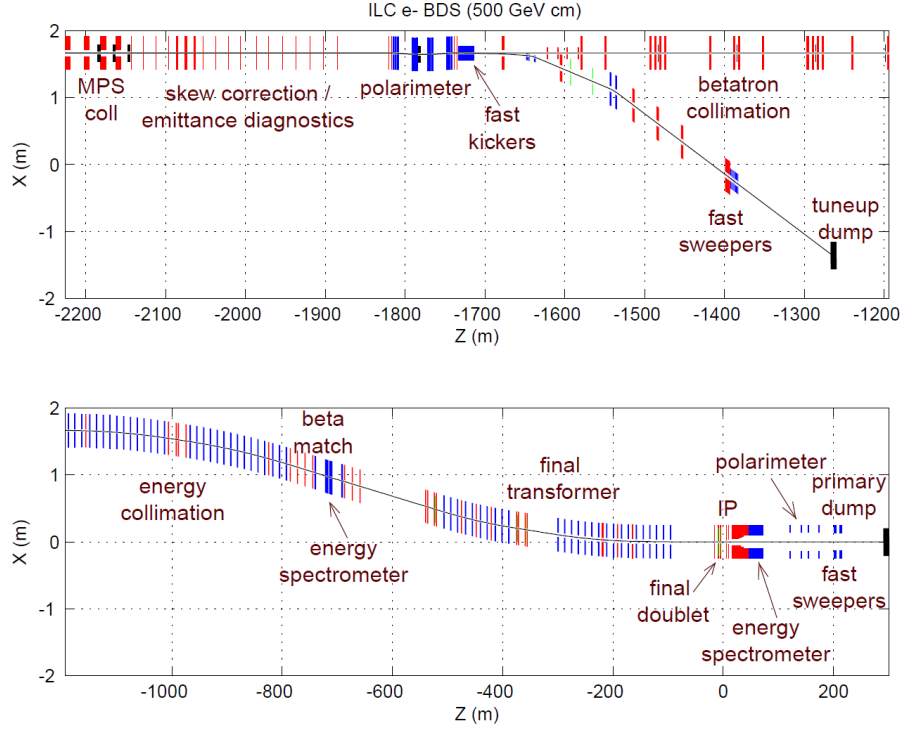 ILC e- BDS (500 GeV cm)
2
1
0
-1
-2
X (m)
MPS
coll
skew correction /
emittance diagnostics
polarimeter
fast
kickers
betatron
collimation
fast
sweepers
tuneup
dump
-2200 -2100 -2000 -1900 -1800 -1700 -1600 -1500 -1400 -1300 -1200
Z (m)
2
1
0
-1
-2
X (m)
energy
collimation
beta
match
energy
spectrometer
final
transformer
IP
final
doublet
polarimeter
energy
spectrometer
primary
dump
fast
sweepers
-1000 -800 -600 -400 -200 0 200
Z (m)